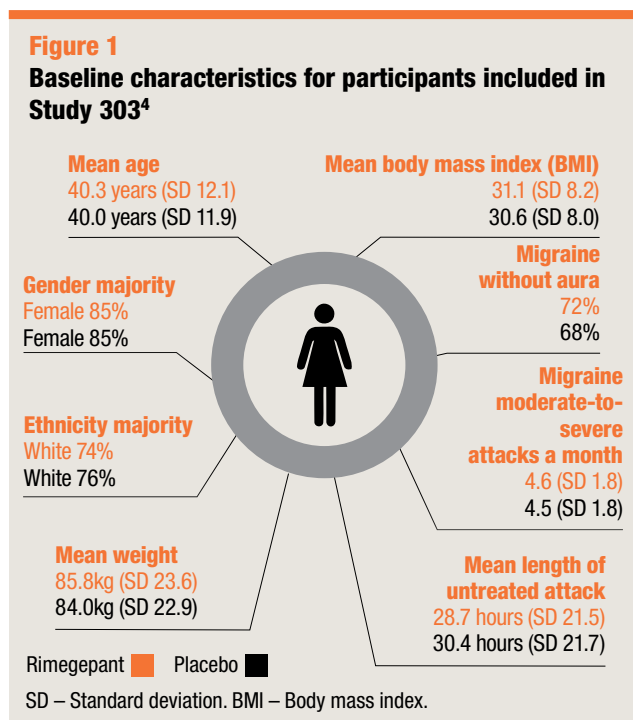 Figure 1
Baseline characteristics for participants included in
Study 303⁴
Mean age
40.3 years (SD 12.1)
40.0 years (SD 11.9)
Mean body mass index (BMI)
31.1 (SD 8.2)
30.6 (SD 8.0)
Gender majority
Female 85%
Female 85%
Migraine
without aura
72%
68%
Ethnicity majority
White 74%
White 76%
Migraine
moderate-to-
severe
attacks a month
4.6 (SD 1.8)
4.5 (SD 1.8)
Mean weight
85.8kg (SD 23.6)
84.0kg (SD 22.9)
Mean length of
untreated attack
28.7 hours (SD 21.5)
30.4 hours (SD 21.7)
Rimegepant Placebo
SD – Standard deviation. BMI – Body mass index.